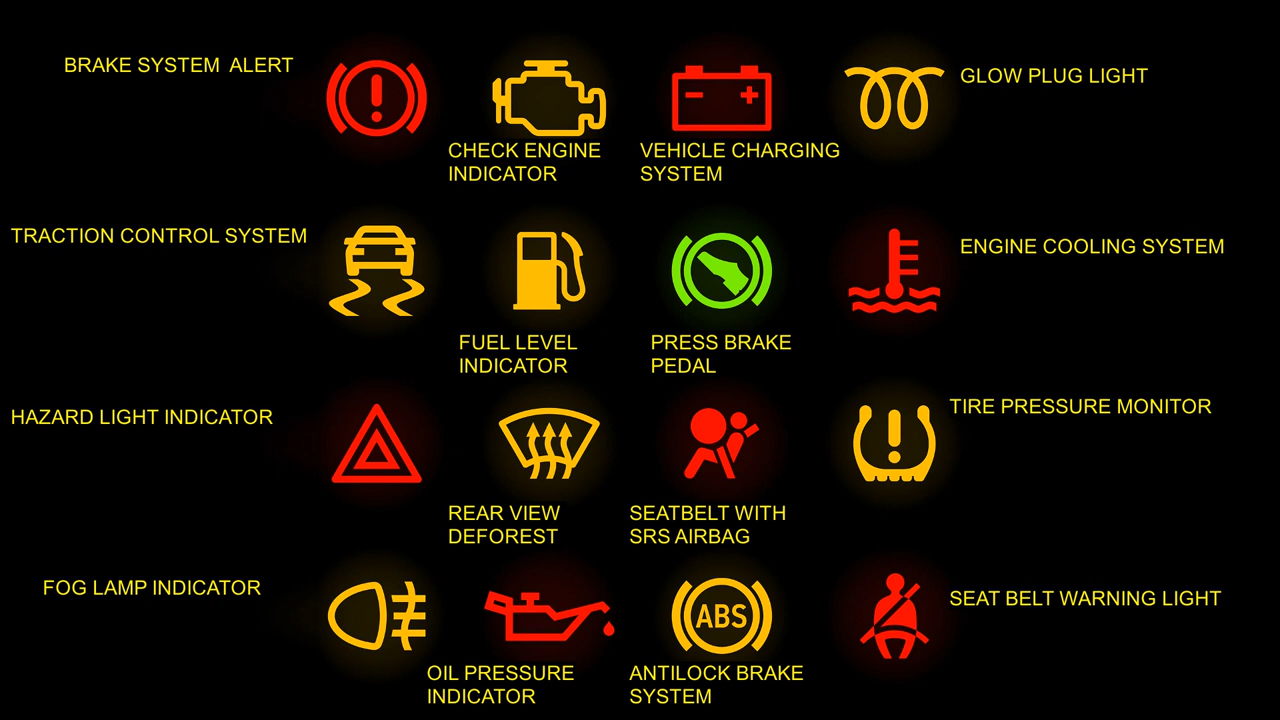 BRAKE SYSTEM ALERT
CHECK ENGINE
INDICATOR
VEHICLE CHARGING
SYSTEM
GLOW PLUG LIGHT
TRACTION CONTROL SYSTEM
FUEL LEVEL
INDICATOR
PRESS BRAKE
PEDAL
ENGINE COOLING SYSTEM
HAZARD LIGHT INDICATOR
REAR VIEW
DEFOREST
SEATBELT WITH
SRS AIRBAG
TIRE PRESSURE MONITOR
FOG LAMP INDICATOR
OIL PRESSURE
INDICATOR
ABS
ANTILOCK BRAKE
SYSTEM
SEAT BELT WARNING LIGHT